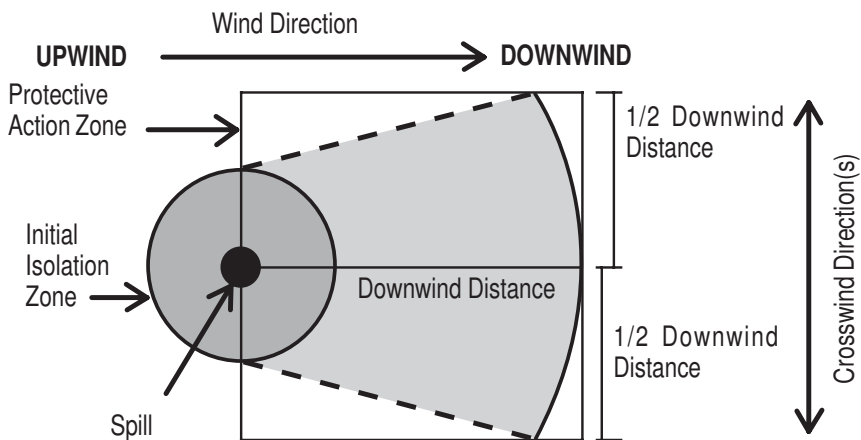 Wind Direction
UPWIND
DOWNWIND
Protective
Action Zone
1/2 Downwind
Distance
Crosswind Direction(s)
Initial
Isolation
Zone
Downwind Distance
1/2 Downwind
Distance
Spill